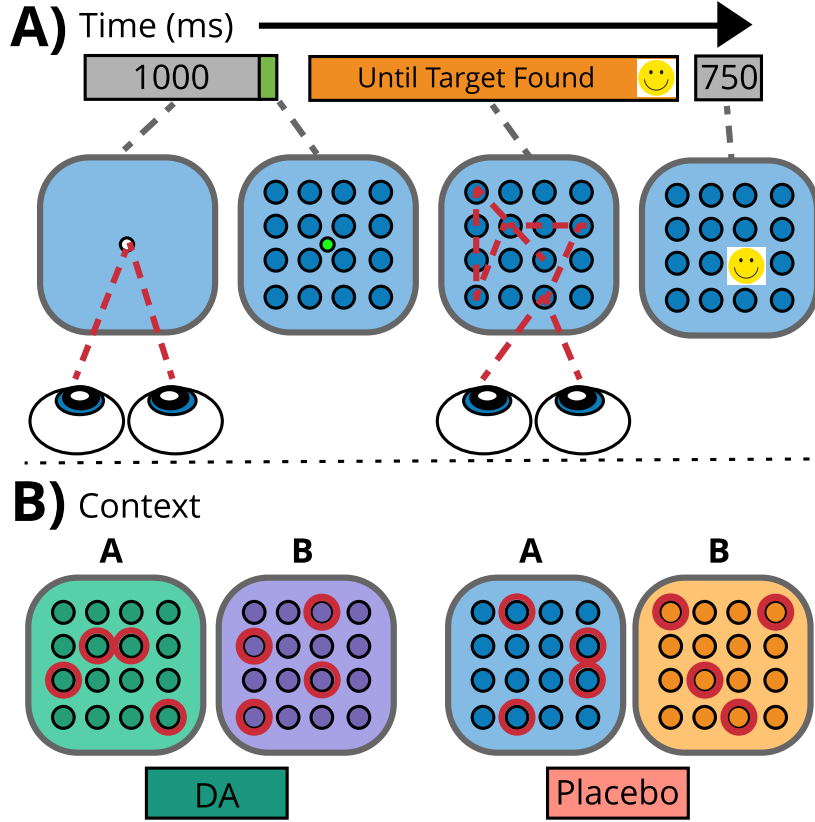 A) Time (ms)
1000 Until Target Found 750
B) Context
A B A B
DA Placebo